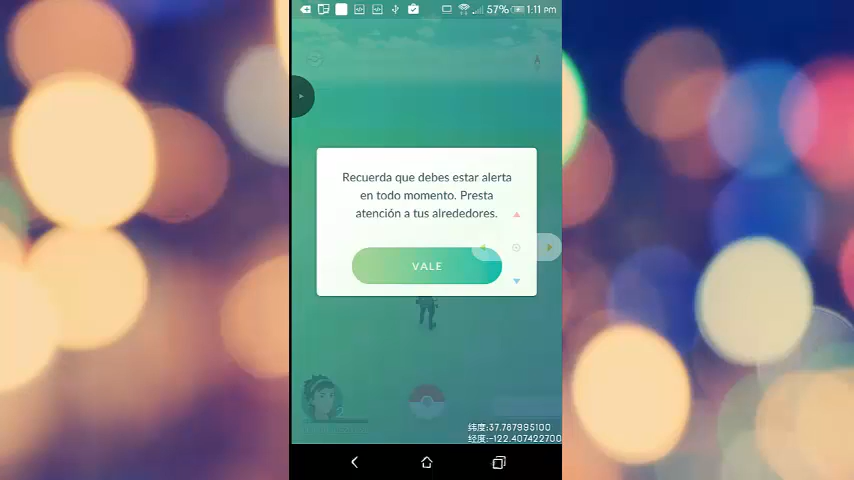 57% 1:11 PM
Recuerda que debes estar alerta
en todo momento. Presta
atención a tus alrededores.
VALE
纬度:37.787995100
经度:-122.407422700